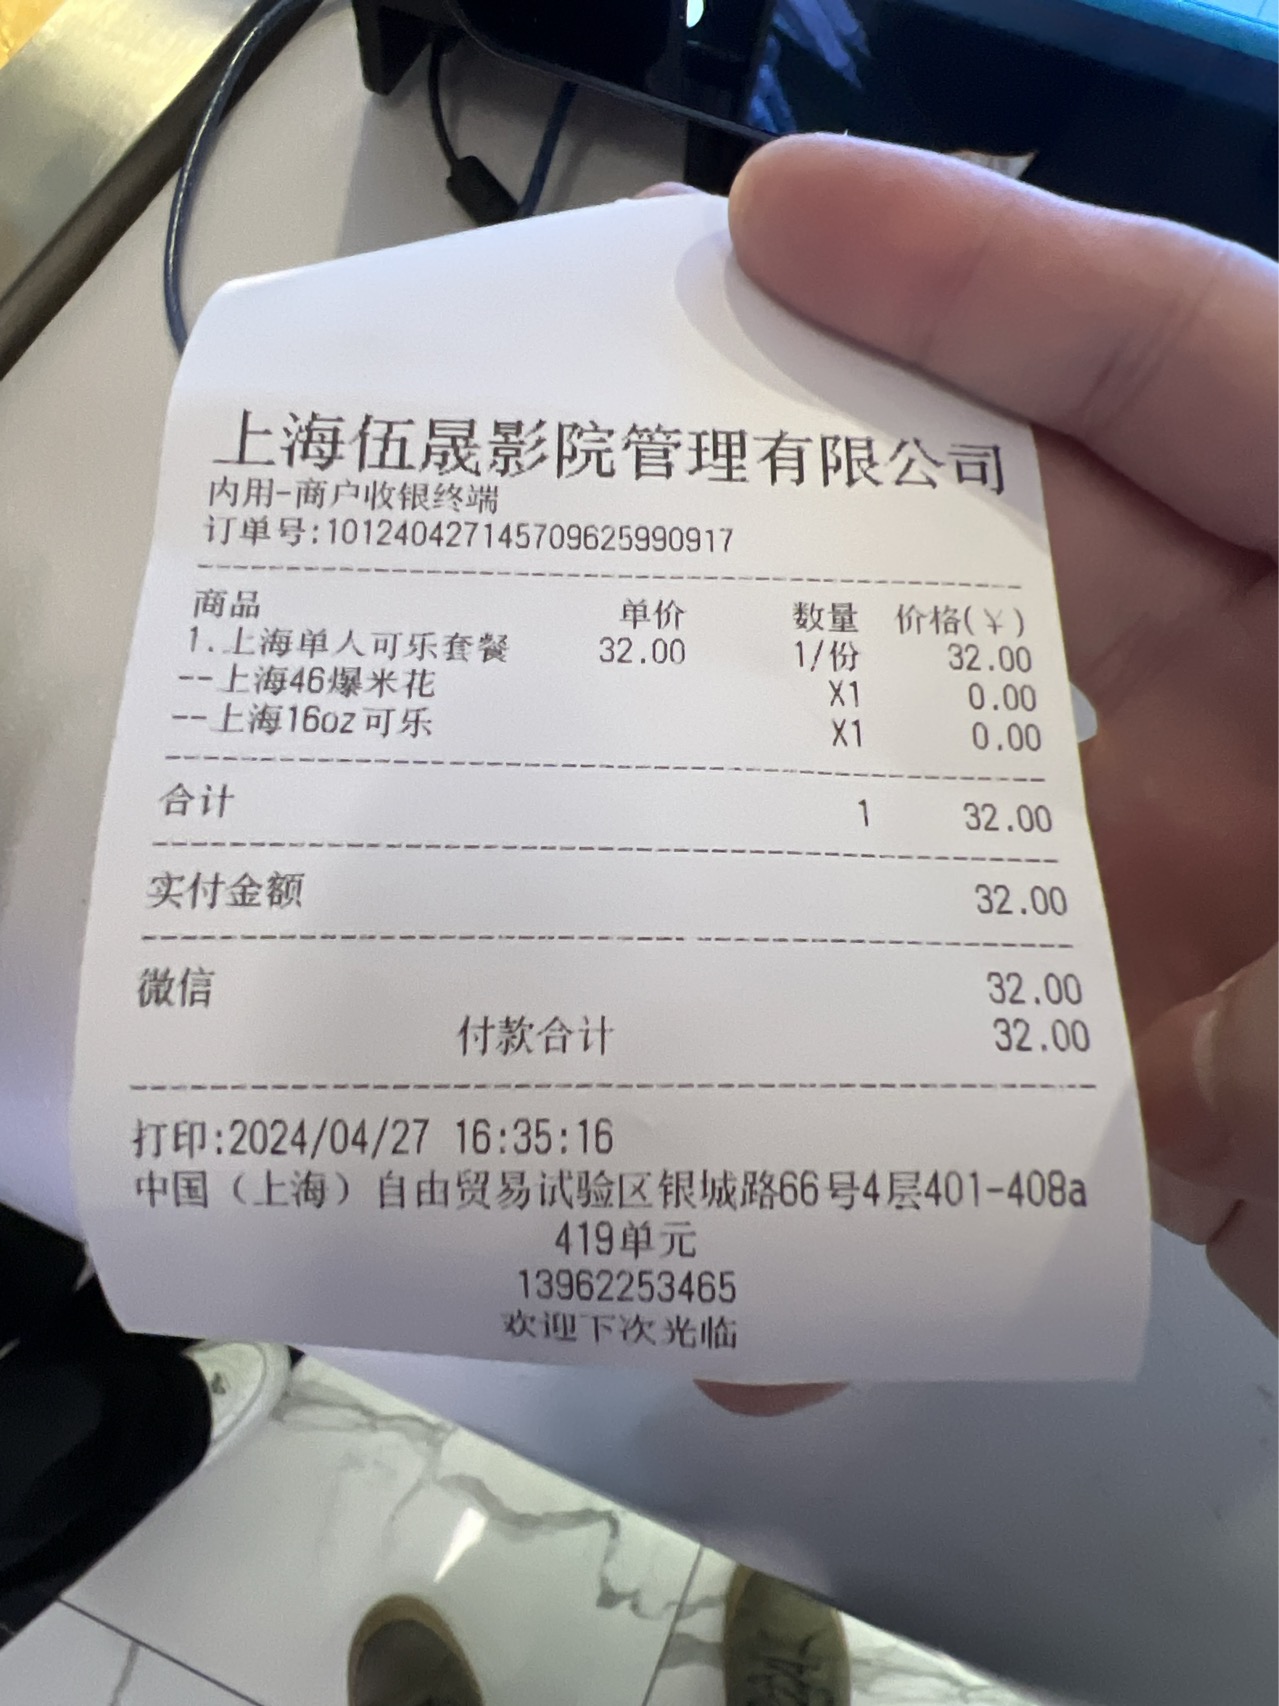 上海伍晟影院管理有限公司
内用-商户收银终端
订单号:101240427145709625990917
商品 单价 数量 价格(¥)
1.上海单人可乐套餐 32.00 1/份 32.00
--上海46爆米花 X1 0.00
--上海16oz可乐 X1 0.00
合计 1 32.00
实付金额 32.00
微信 32.00
付款合计 32.00
打印:2024/04/27 16:35:16
中国（上海）自由贸易试验区银城路66号4层401-408a
419单元
13962253465
欢迎下次光临